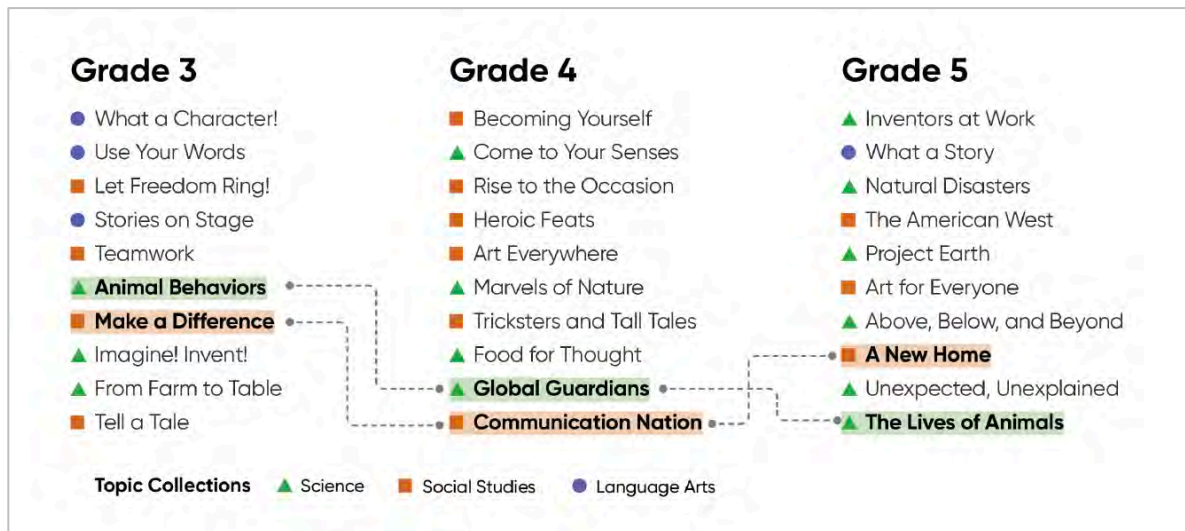 Grade 3
What a Character!
Use Your Words
Let Freedom Ring!
Stories on Stage
Teamwork
Animal Behaviors
Make a Difference
Imagine! Invent!
From Farm to Table
Tell a Tale
Grade 4
Becoming Yourself
Come to Your Senses
Rise to the Occasion
Heroic Feats
Art Everywhere
Marvels of Nature
Tricksters and Tall Tales
Food for Thought
Global Guardians
Communication Nation
Grade 5
Inventors at Work
What a Story
Natural Disasters
The American West
Project Earth
Art for Everyone
Above, Below, and Beyond
A New Home
Unexpected, Unexplained
The Lives of Animals
Topic Collections Science Social Studies Language Arts